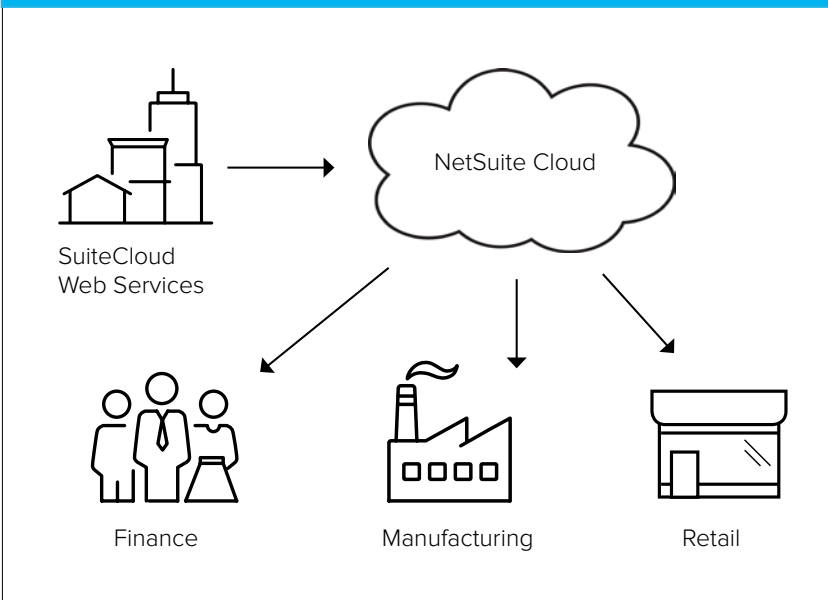 NetSuite Cloud
SuiteCloud
Web Services
Finance
Manufacturing
Retail